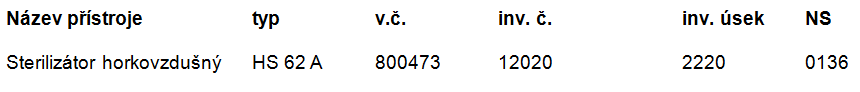 Název přístroje typ v.č. inv. č. inv. úsek NS
Sterilizátor horkovzdušný HS 62 A 800473 12020 2220 0136